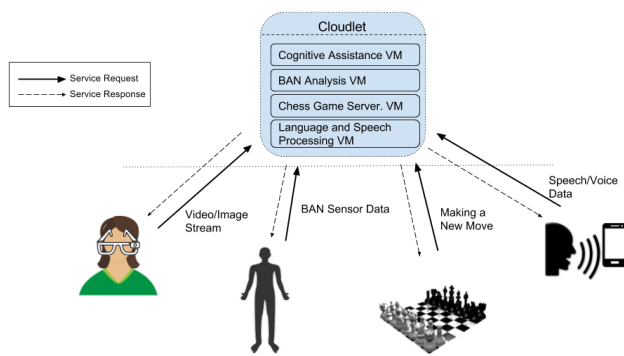 Cloudlet
Cognitive Assistance VM
BAN Analysis VM
Chess Game Server. VM
Language and Speech
Processing VM
Service Request
Service Response
Video/Image
Stream
BAN Sensor Data
Making a
New Move
Speech/Voice
Data